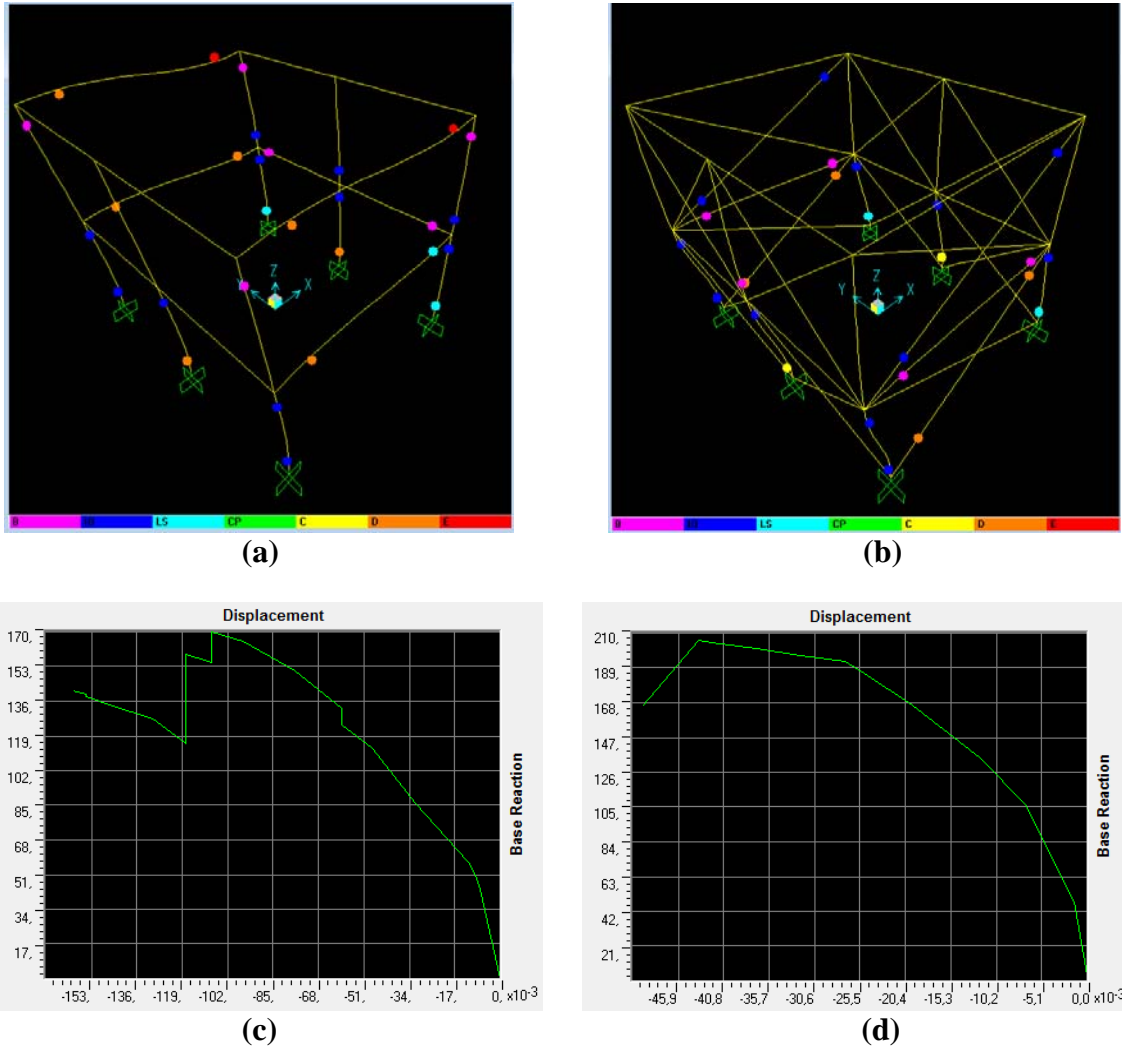 Z
Y X
LS CP C D E
(a)
Z
Y X
LS CP C D E
(b)
Displacement
170,
153,
136,
119,
102,
85,
68,
51,
34,
17,
Base Reaction
-153, -136, -119, -102, -85, -68, -51, -34, -17, 0, x10-3
(c)
Displacement
210,
189,
168,
147,
126,
105,
84,
63,
42,
21,
Base Reaction
-45,9 -40,8 -35,7 -30,6 -25,5 -20,4 -15,3 -10,2 -5,1 0,0 x10-3
(d)